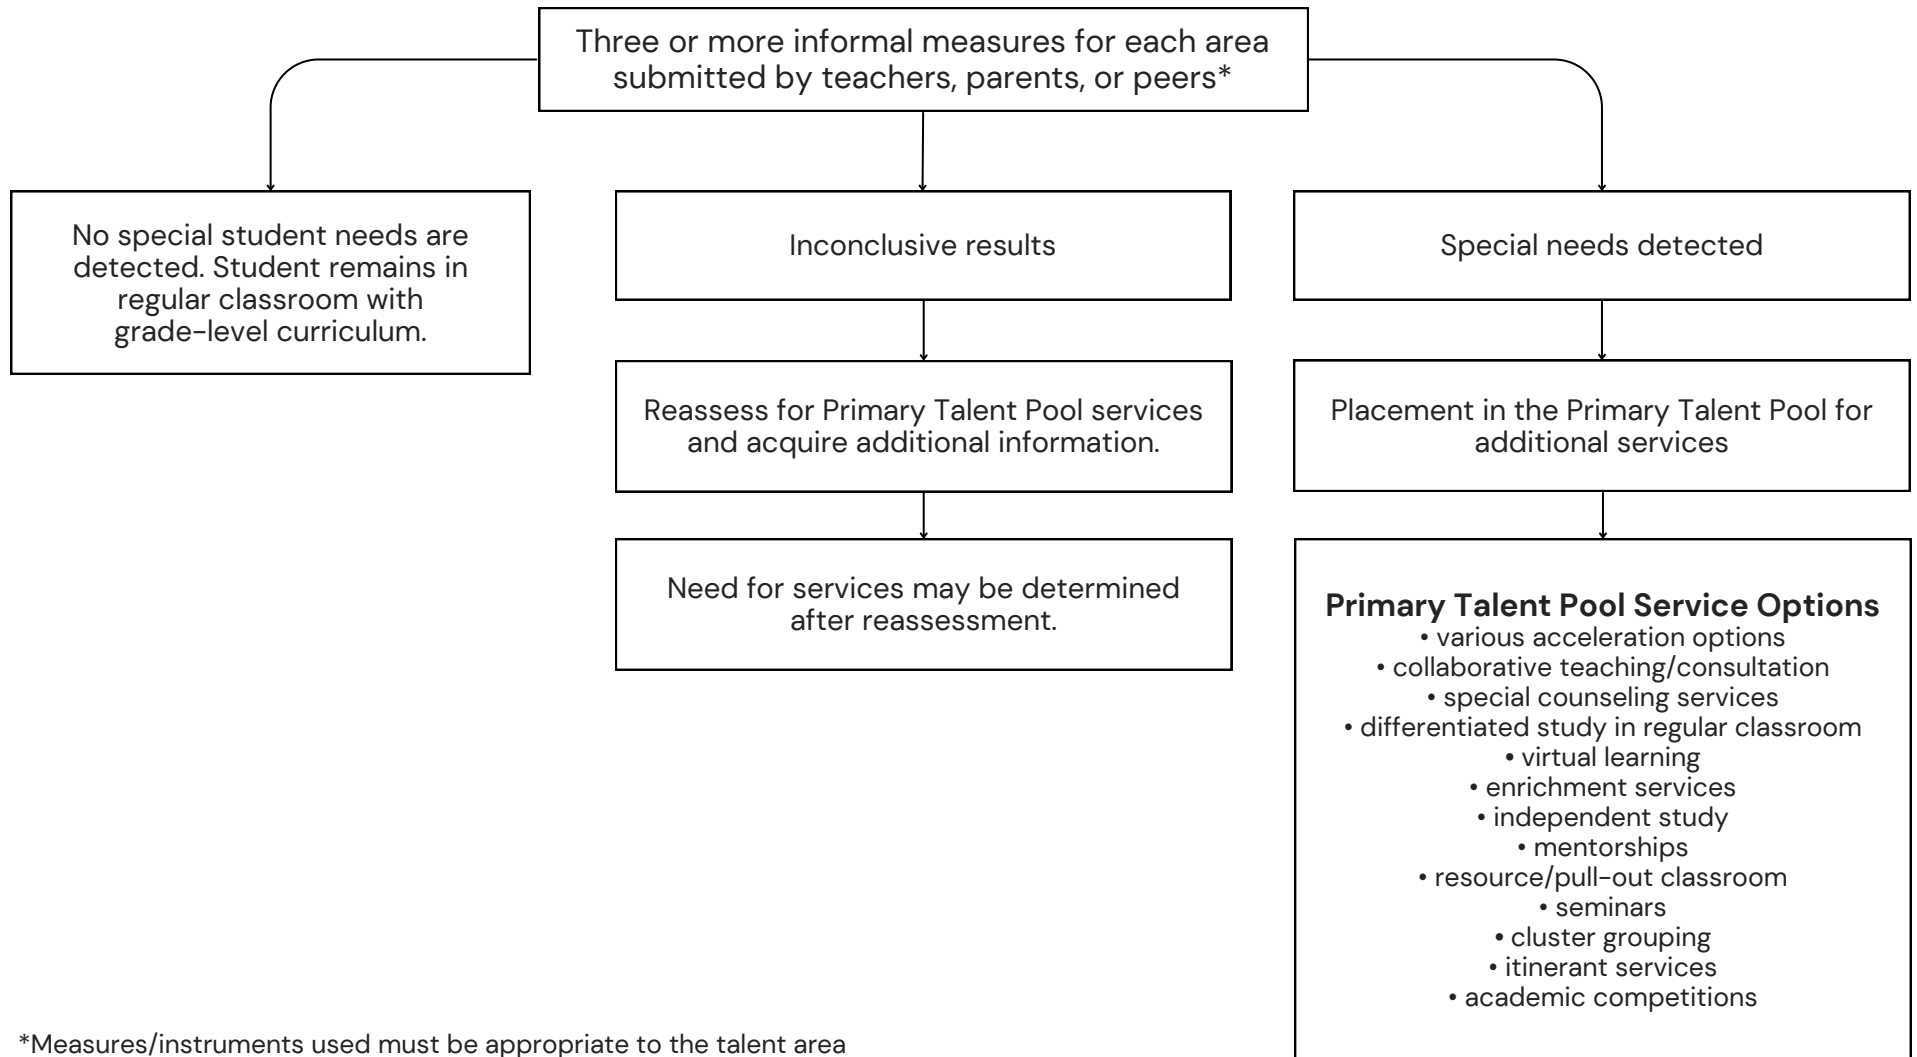 Three or more informal measures for each area
submitted by teachers, parents, or peers*
No special student needs are
detected. Student remains in
regular classroom with
grade-level curriculum.
Inconclusive results
Special needs detected
Reassess for Primary Talent Pool services
and acquire additional information.
Placement in the Primary Talent Pool for
additional services
Need for services may be determined
after reassessment.
Primary Talent Pool Service Options
• various acceleration options
• collaborative teaching/consultation
• special counseling services
• differentiated study in regular classroom
• virtual learning
• enrichment services
• independent study
• mentorships
• resource/pull-out classroom
• seminars
• cluster grouping
• itinerant services
• academic competitions
*Measures/instruments used must be appropriate to the talent area